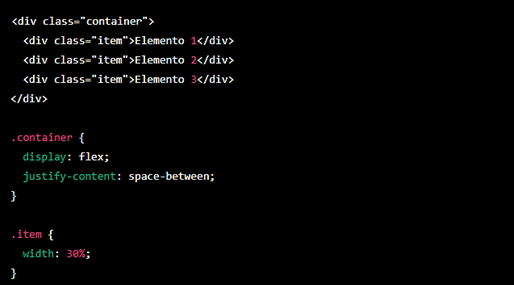 <div class="container">
  <div class="item">Elemento 1</div>
  <div class="item">Elemento 2</div>
  <div class="item">Elemento 3</div>
</div>

.container {
  display: flex;
  justify-content: space-between;
}

.item {
  width: 30%;
}